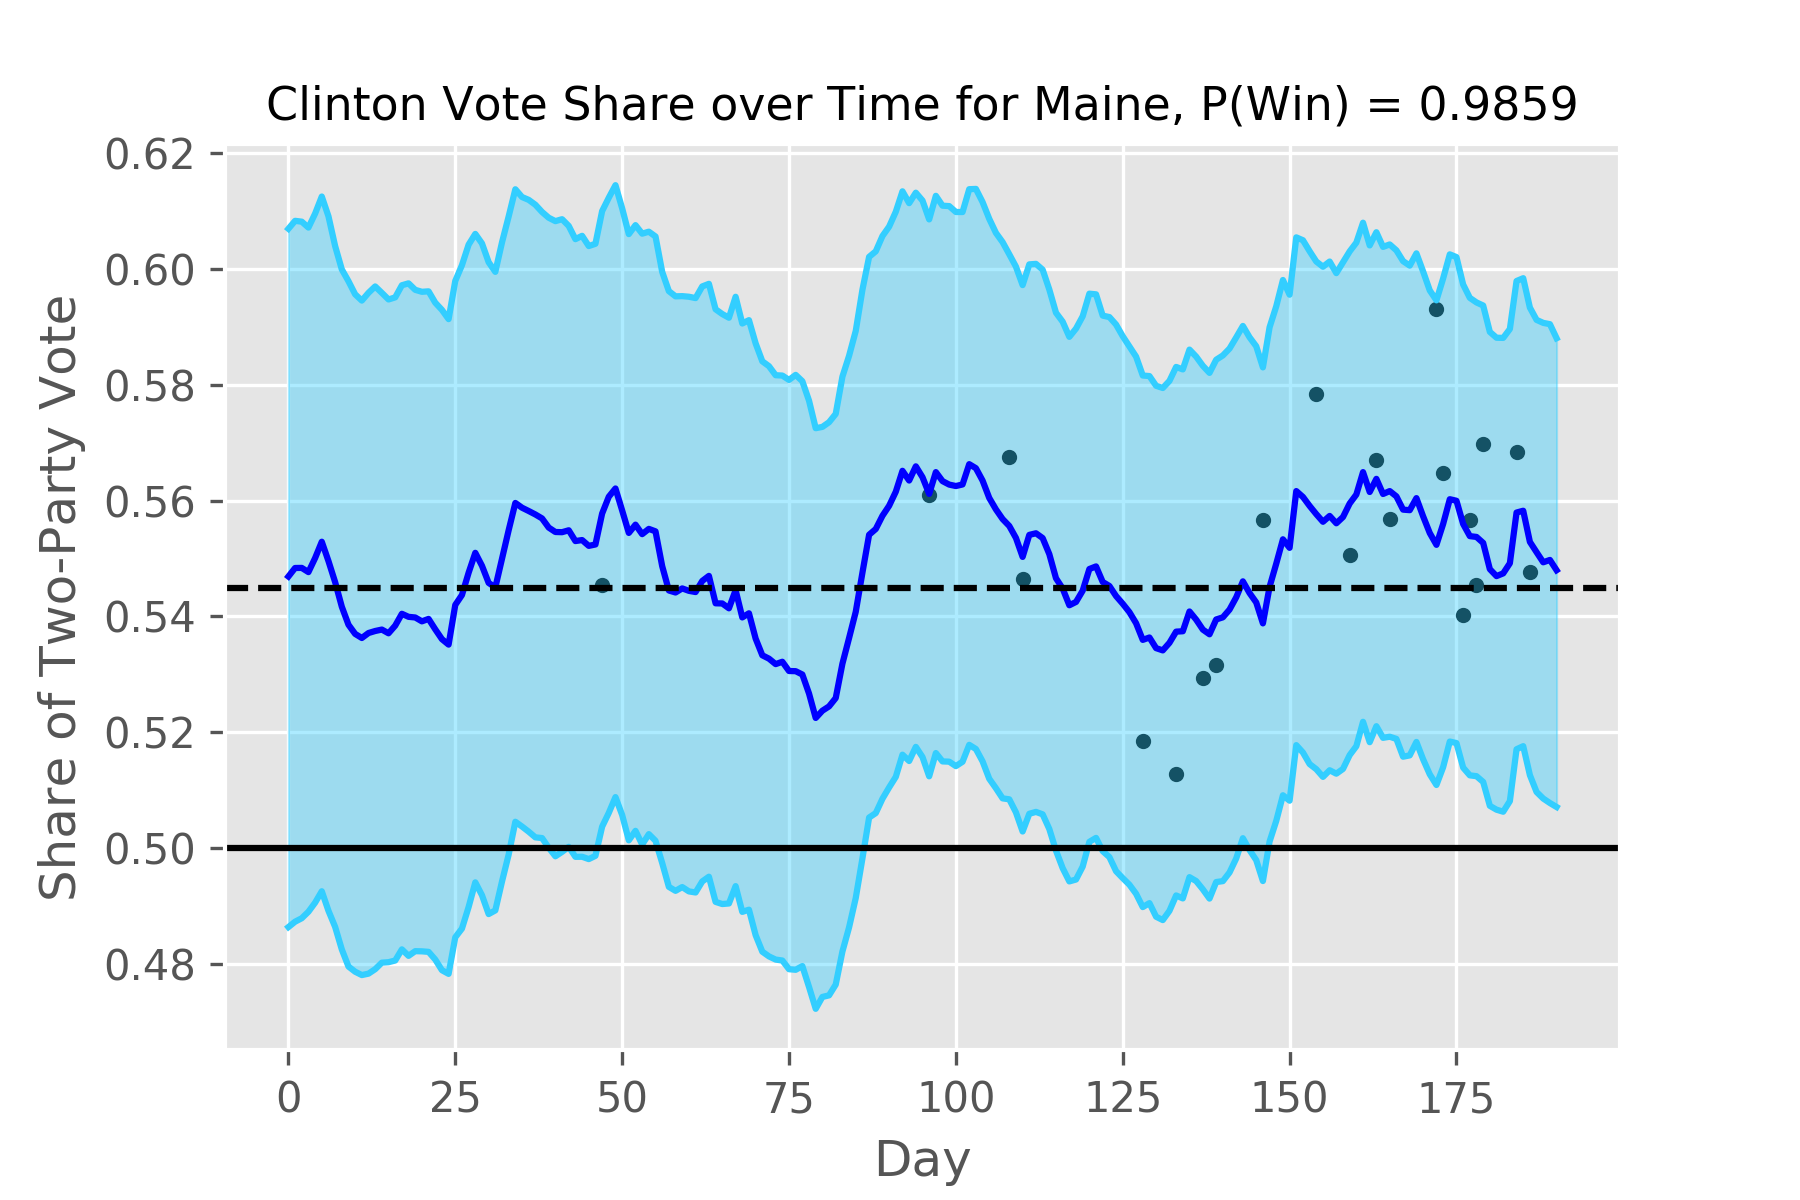 Clinton Vote Share over Time for Maine, P(Win) = 0.9859
Share of Two-Party Vote
0.62
0.60
0.58
0.56
0.54
0.52
0.50
0.48
0 25 50 75 100 125 150 175
Day